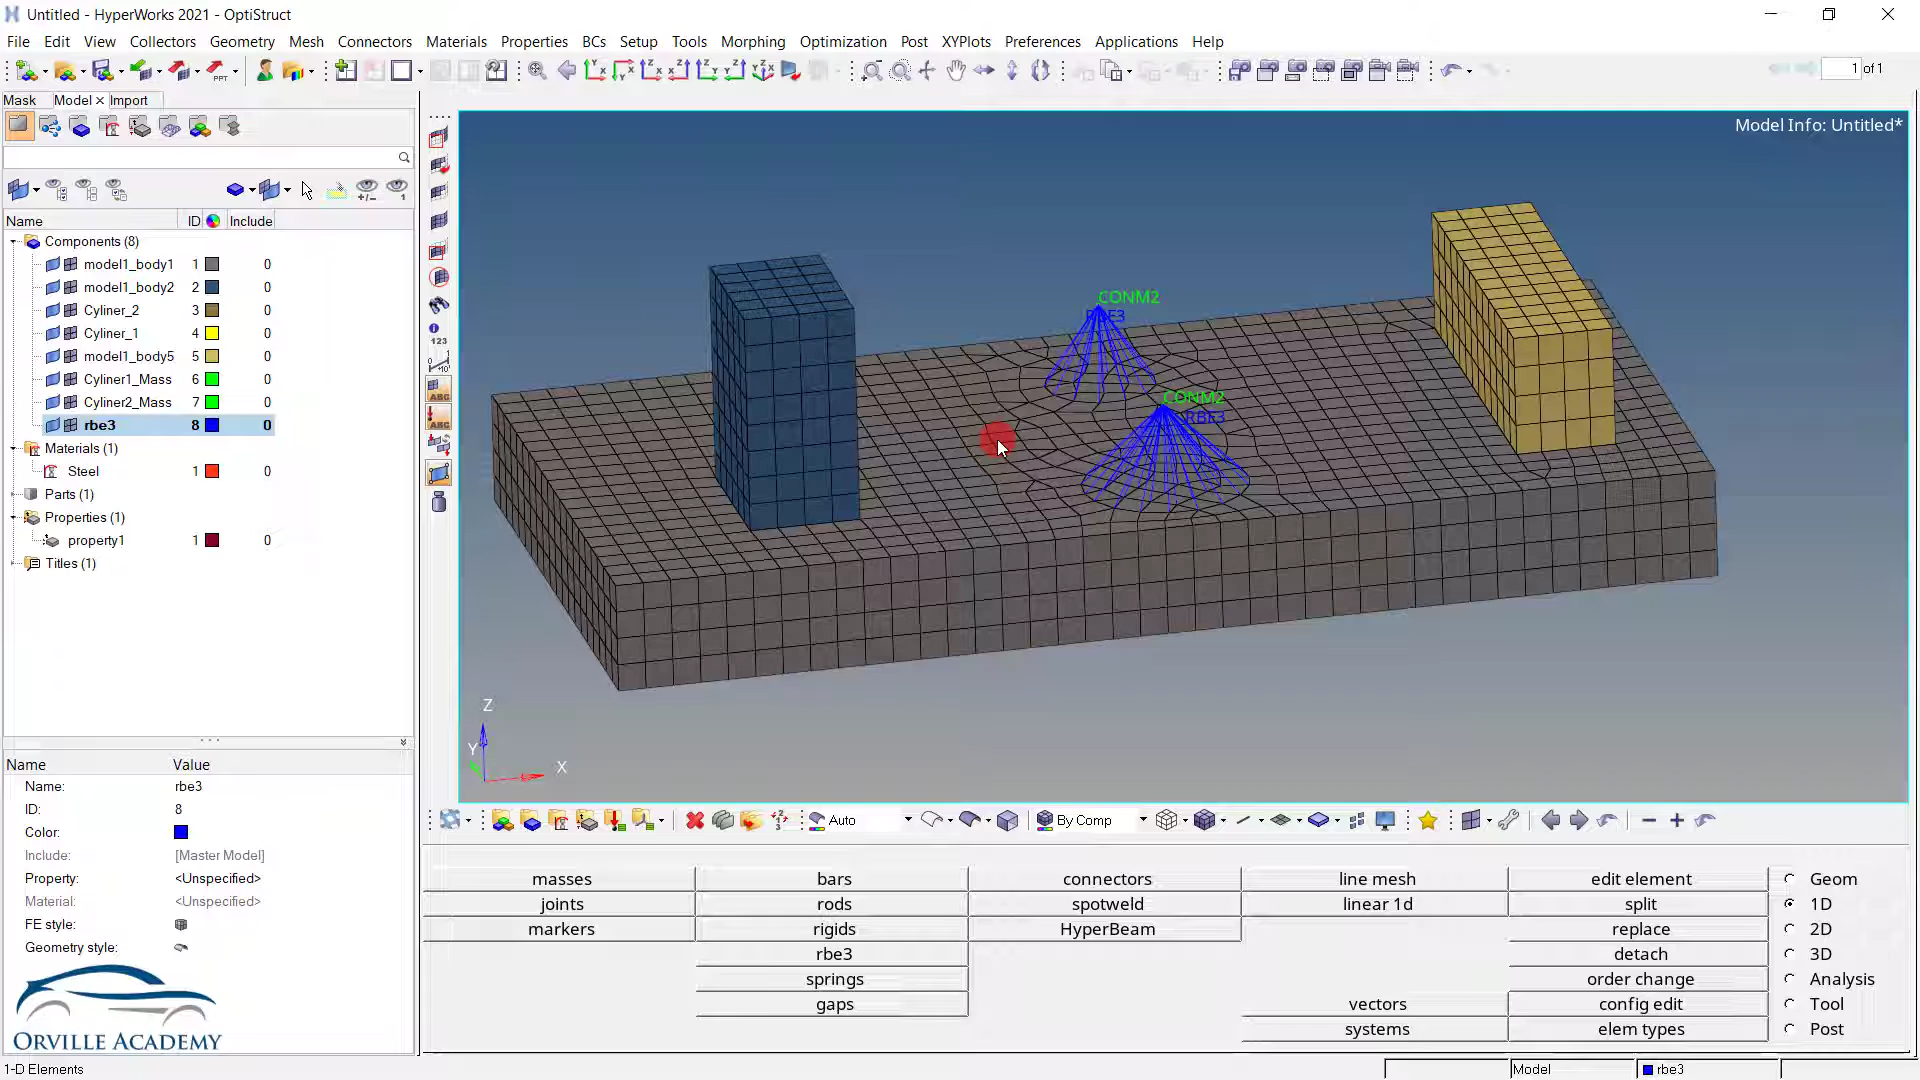 Untitled - HyperWorks 2021 - OptiStruct
File Edit View Collectors Geometry Mesh Connectors Materials Properties BCs Setup Tools Morphing Optimization Post XYPlots Preferences Applications Help
1 of 1
Mask Model × Import
Model Info: Untitled*
Name ID Include
Components (8)
model1_body1 1 0
model1_body2 2 0
Cyliner_2 3 0
Cyliner_1 4 0
model1_body5 5 0
Cyliner1_Mass 6 0
Cyliner2_Mass 7 0
rbe3 8 0
Materials (1)
Steel 1 0
Parts (1)
Properties (1)
property1 1 0
Titles (1)
CONM2
RBE3
CONM2
RBE3
Z
Y
X
Name Value
Name: rbe3
ID: 8
Color:
Include: [Master Model]
Property: <Unspecified>
Material: <Unspecified>
FE style:
Geometry style:
ORVILLE ACADEMY
Auto
By Comp
masses bars connectors line mesh edit element Geom
joints rods spotweld linear 1d split 1D
markers rigids HyperBeam replace 2D
rbe3 detach 3D
springs order change Analysis
gaps vectors config edit Tool
systems elem types Post
1-D Elements
Model
rbe3